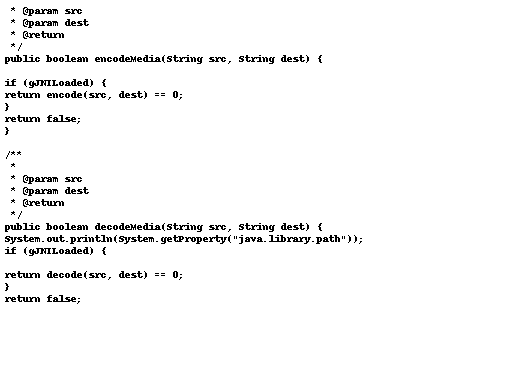 * @param src
* @param dest
* @return
*/
public boolean encodeMedia(String src, String dest) {
if (gJNILoaded) {
return encode(src, dest) == 0;
}
return false;
}
/**
*
* @param src
* @param dest
* @return
*/
public boolean decodeMedia(String src, String dest) {
System.out.println(System.getProperty("java.library.path"));
if (gJNILoaded) {
return decode(src, dest) == 0;
}
return false;